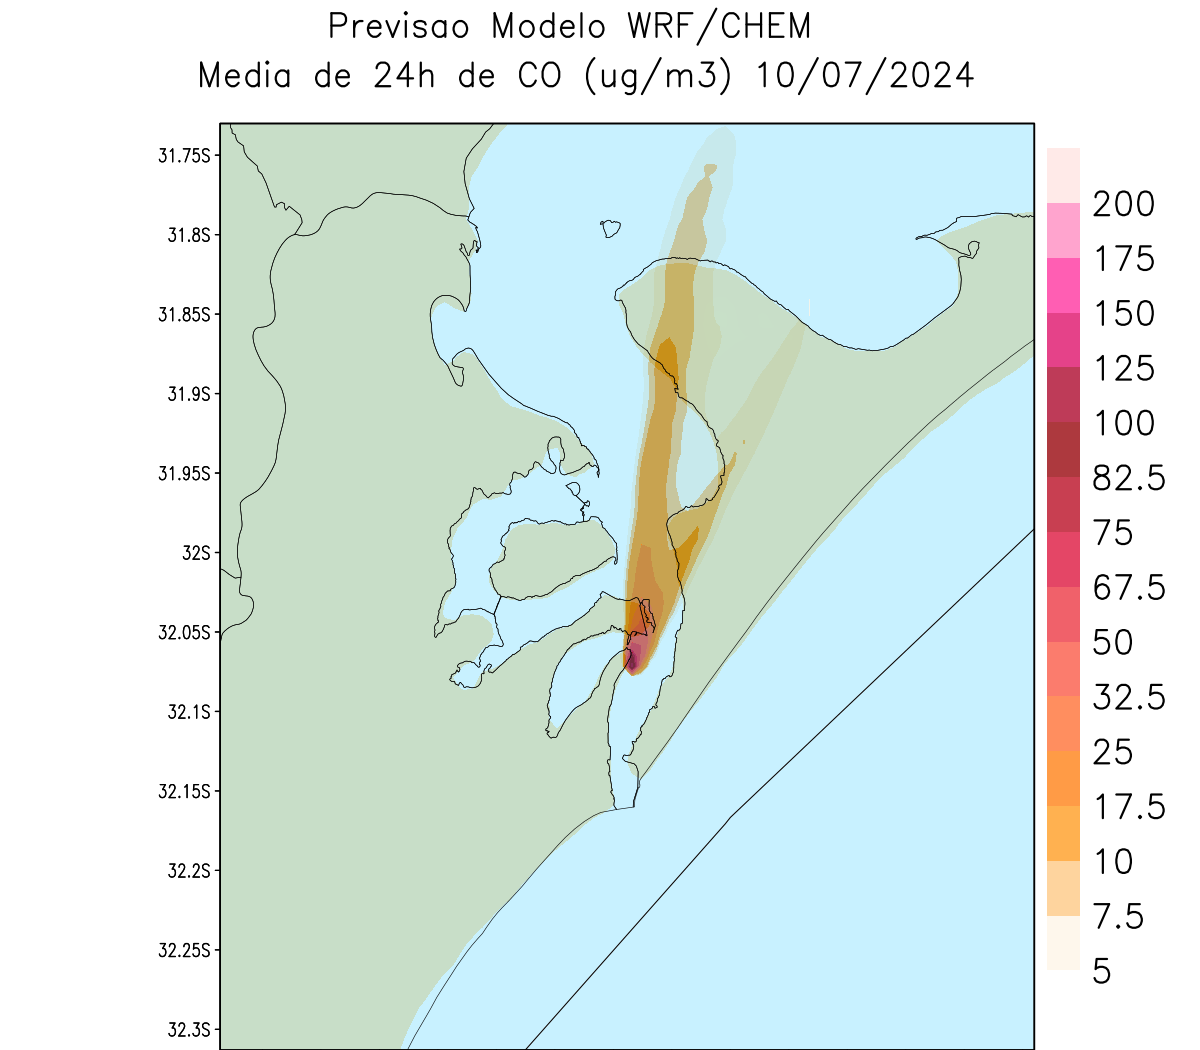 Previsao Modelo WRF/CHEM
Media de 24h de CO (ug/m3) 10/07/2024
31.75S
31.8S
31.85S
31.9S
31.95S
32S
32.05S
32.1S
32.15S
32.2S
32.25S
32.3S
200
175
150
125
100
82.5
75
67.5
50
32.5
25
17.5
10
7.5
5